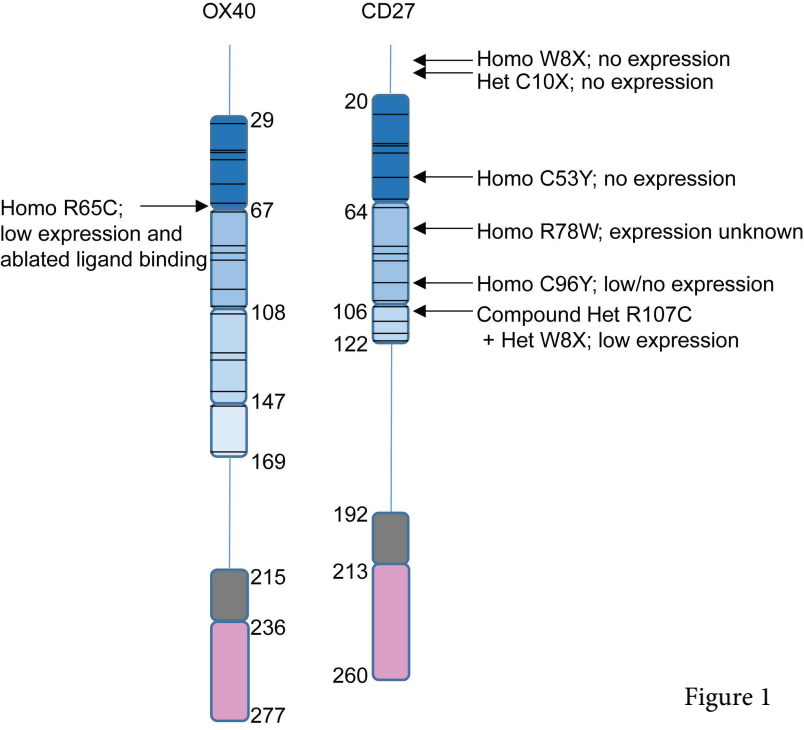 OX40
CD27
Homo W8X; no expression
Het C10X; no expression
20
29
Homo C53Y; no expression
Homo R65C;
low expression and
ablated ligand binding
67
64
Homo R78W; expression unknown
Homo C96Y; low/no expression
108
106
Compound Het R107C
+ Het W8X; low expression
122
147
169
192
213
215
236
260
277
Figure 1